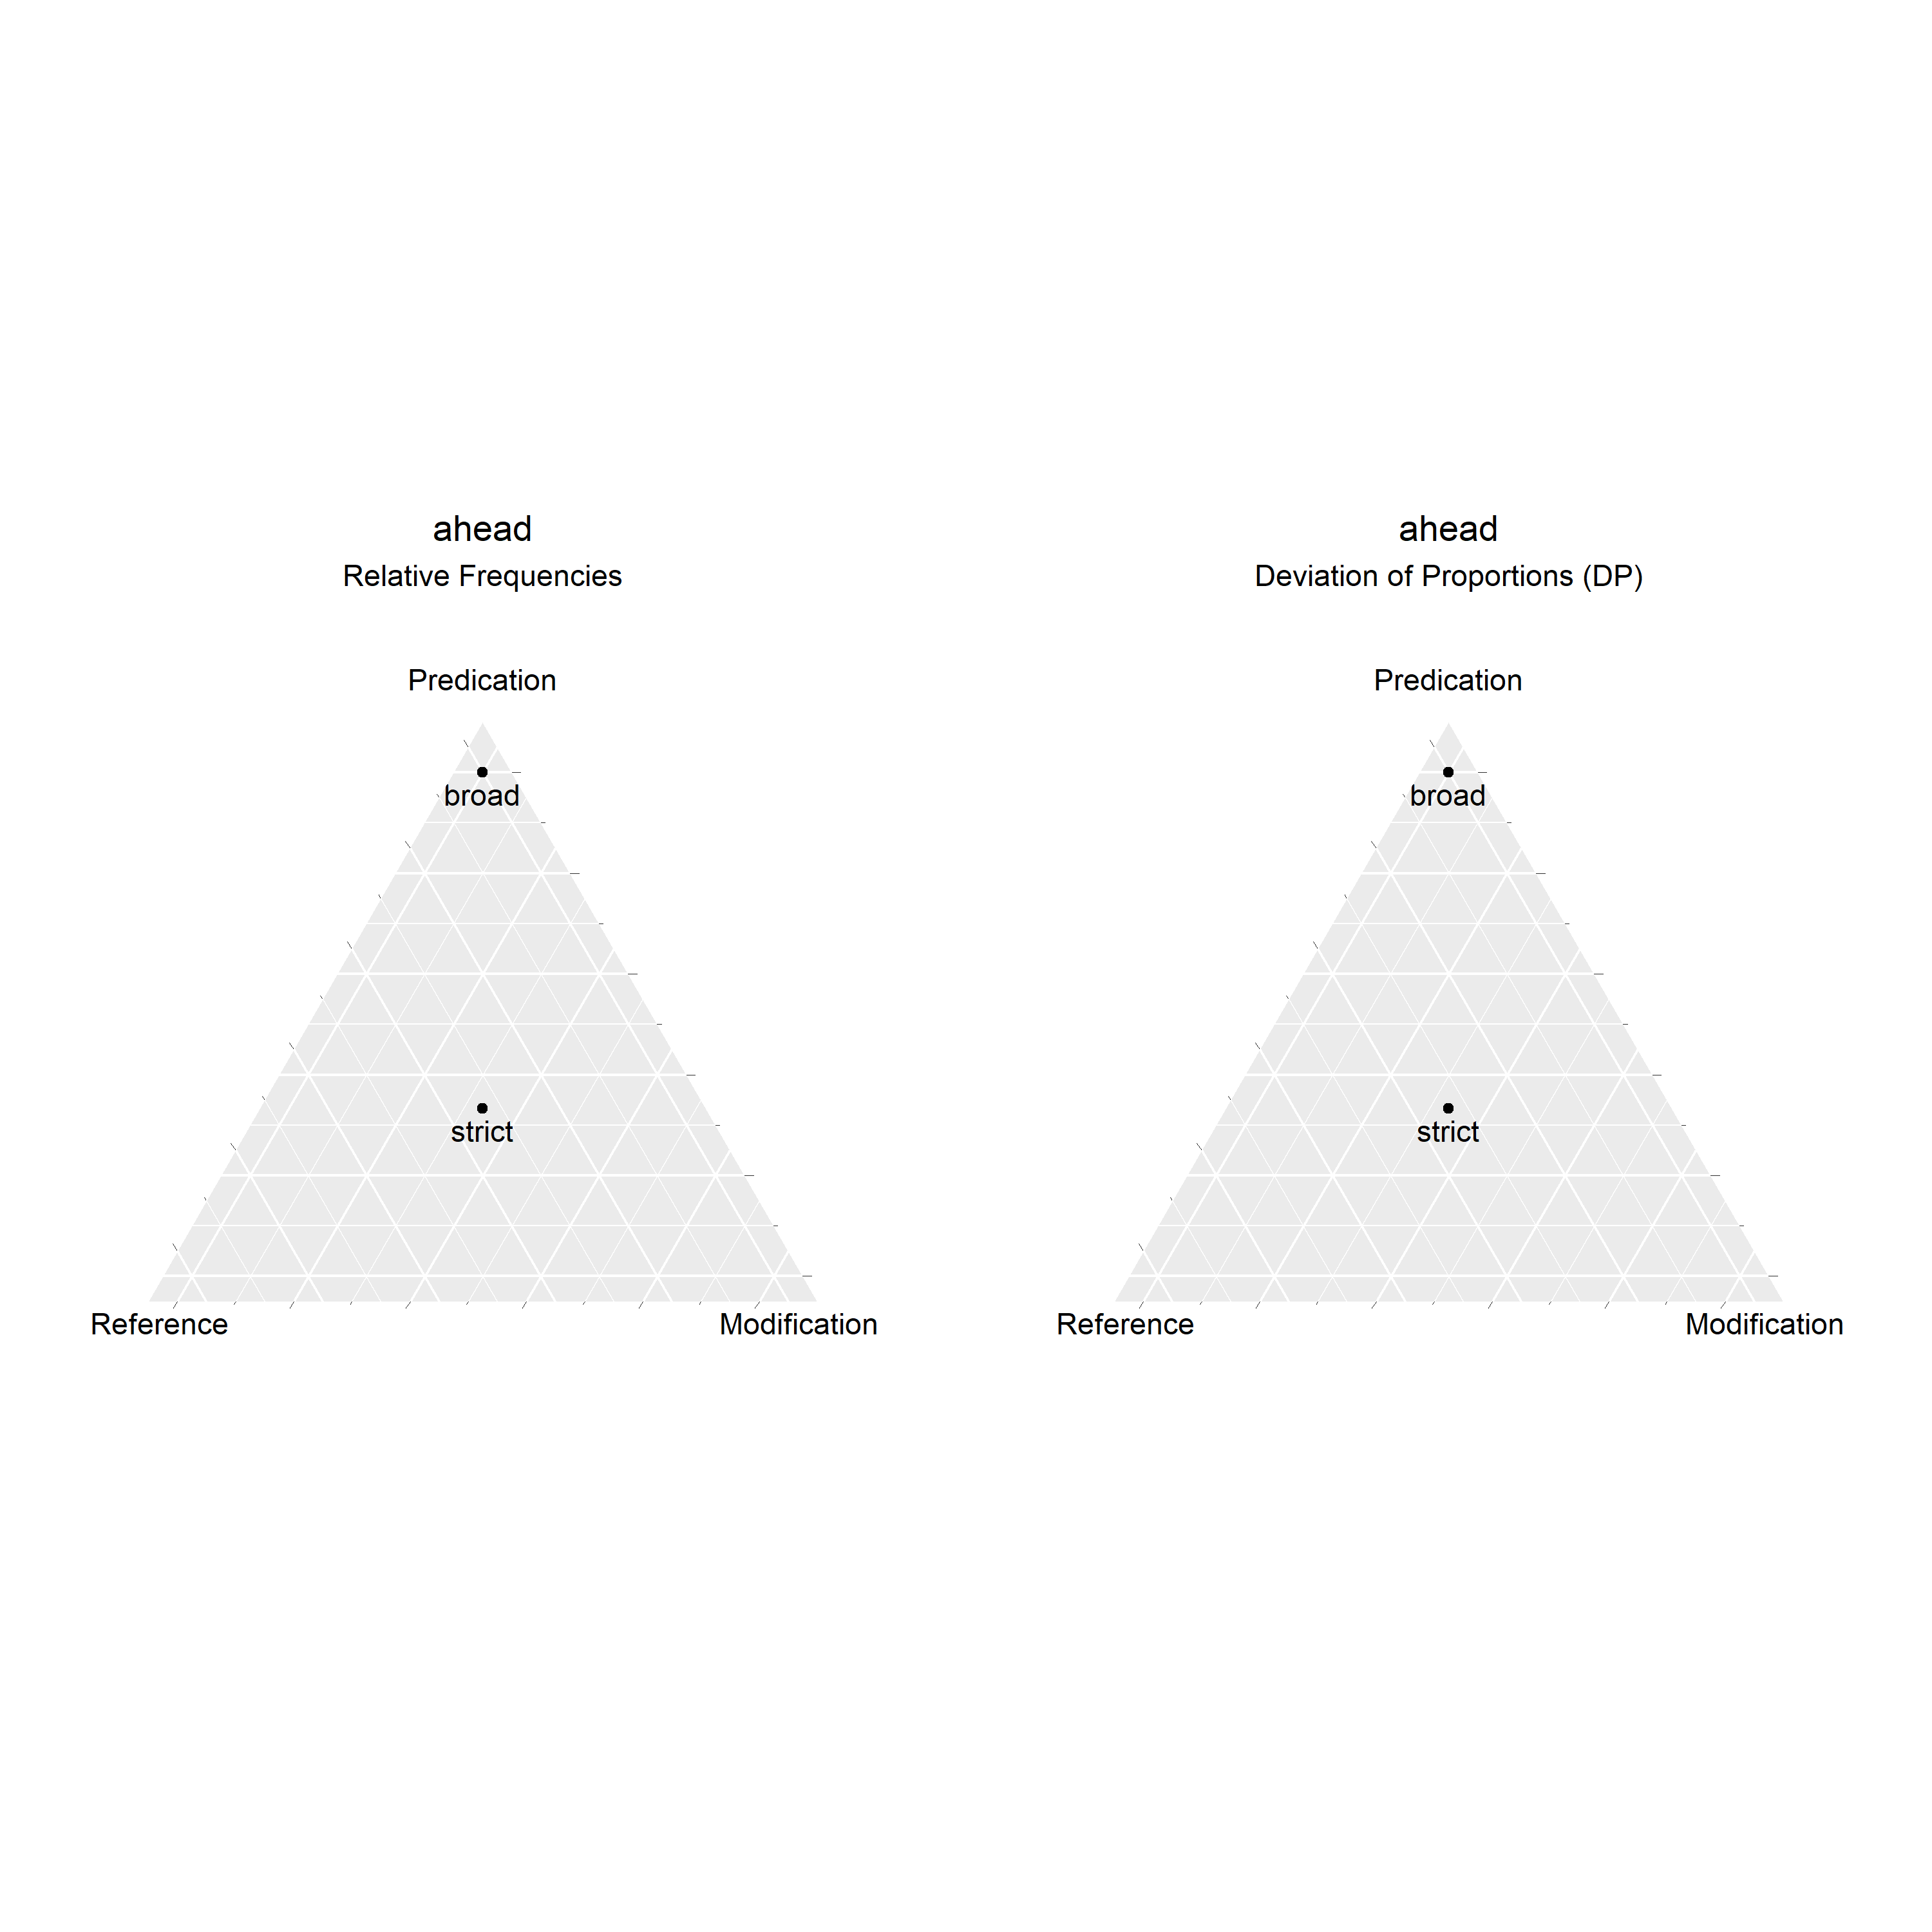 ahead
Relative Frequencies
Predication
broad
strict
Reference
Modification
ahead
Deviation of Proportions (DP)
Predication
broad
strict
Reference
Modification